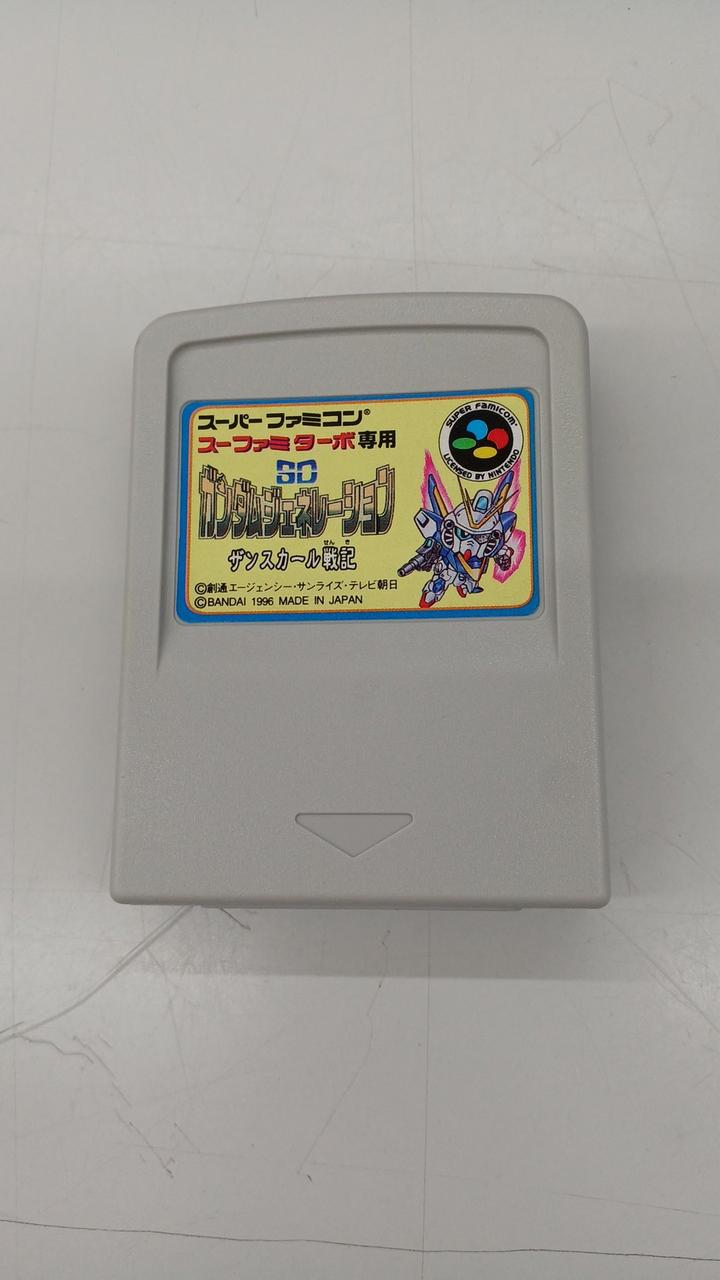 スーパーファミコン®
スーファミターボ専用
SUPER FAMICOM
LICENSED BY NINTENDO
SD
ガンダムジェネレーション
せんき
ザンスカール戦記
©創通エージェンシー・サンライズ・テレビ朝日
©BANDAI 1996 MADE IN JAPAN